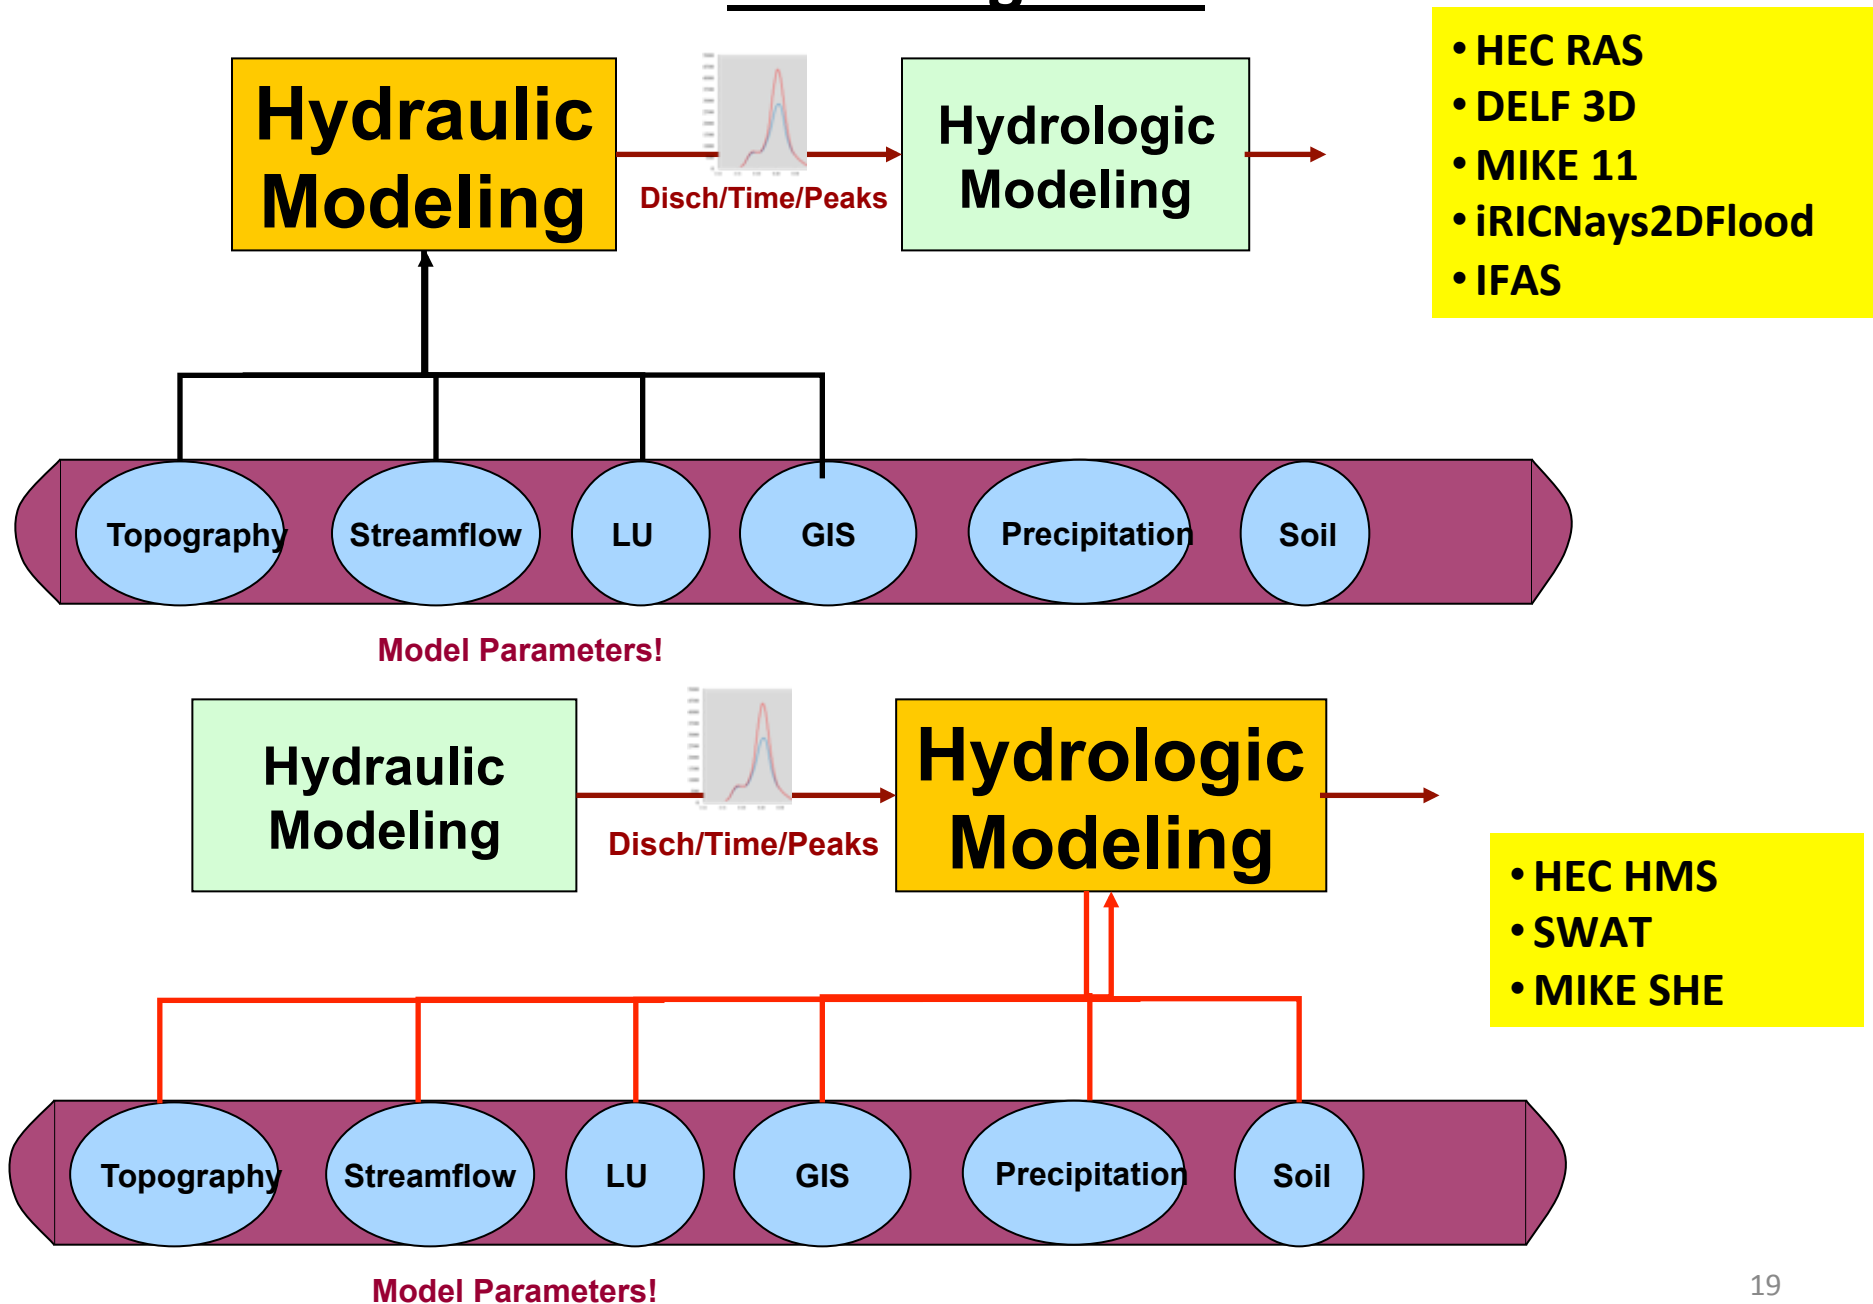 Hydraulic
Modeling
Disch/Time/Peaks
Hydrologic
Modeling
• HEC RAS
• DELF 3D
• MIKE 11
• iRICNays2DFlood
• IFAS
Topography
Streamflow
LU
GIS
Precipitation
Soil
Model Parameters!
Hydraulic
Modeling
Disch/Time/Peaks
Hydrologic
Modeling
• HEC HMS
• SWAT
• MIKE SHE
Topography
Streamflow
LU
GIS
Precipitation
Soil
Model Parameters!
19